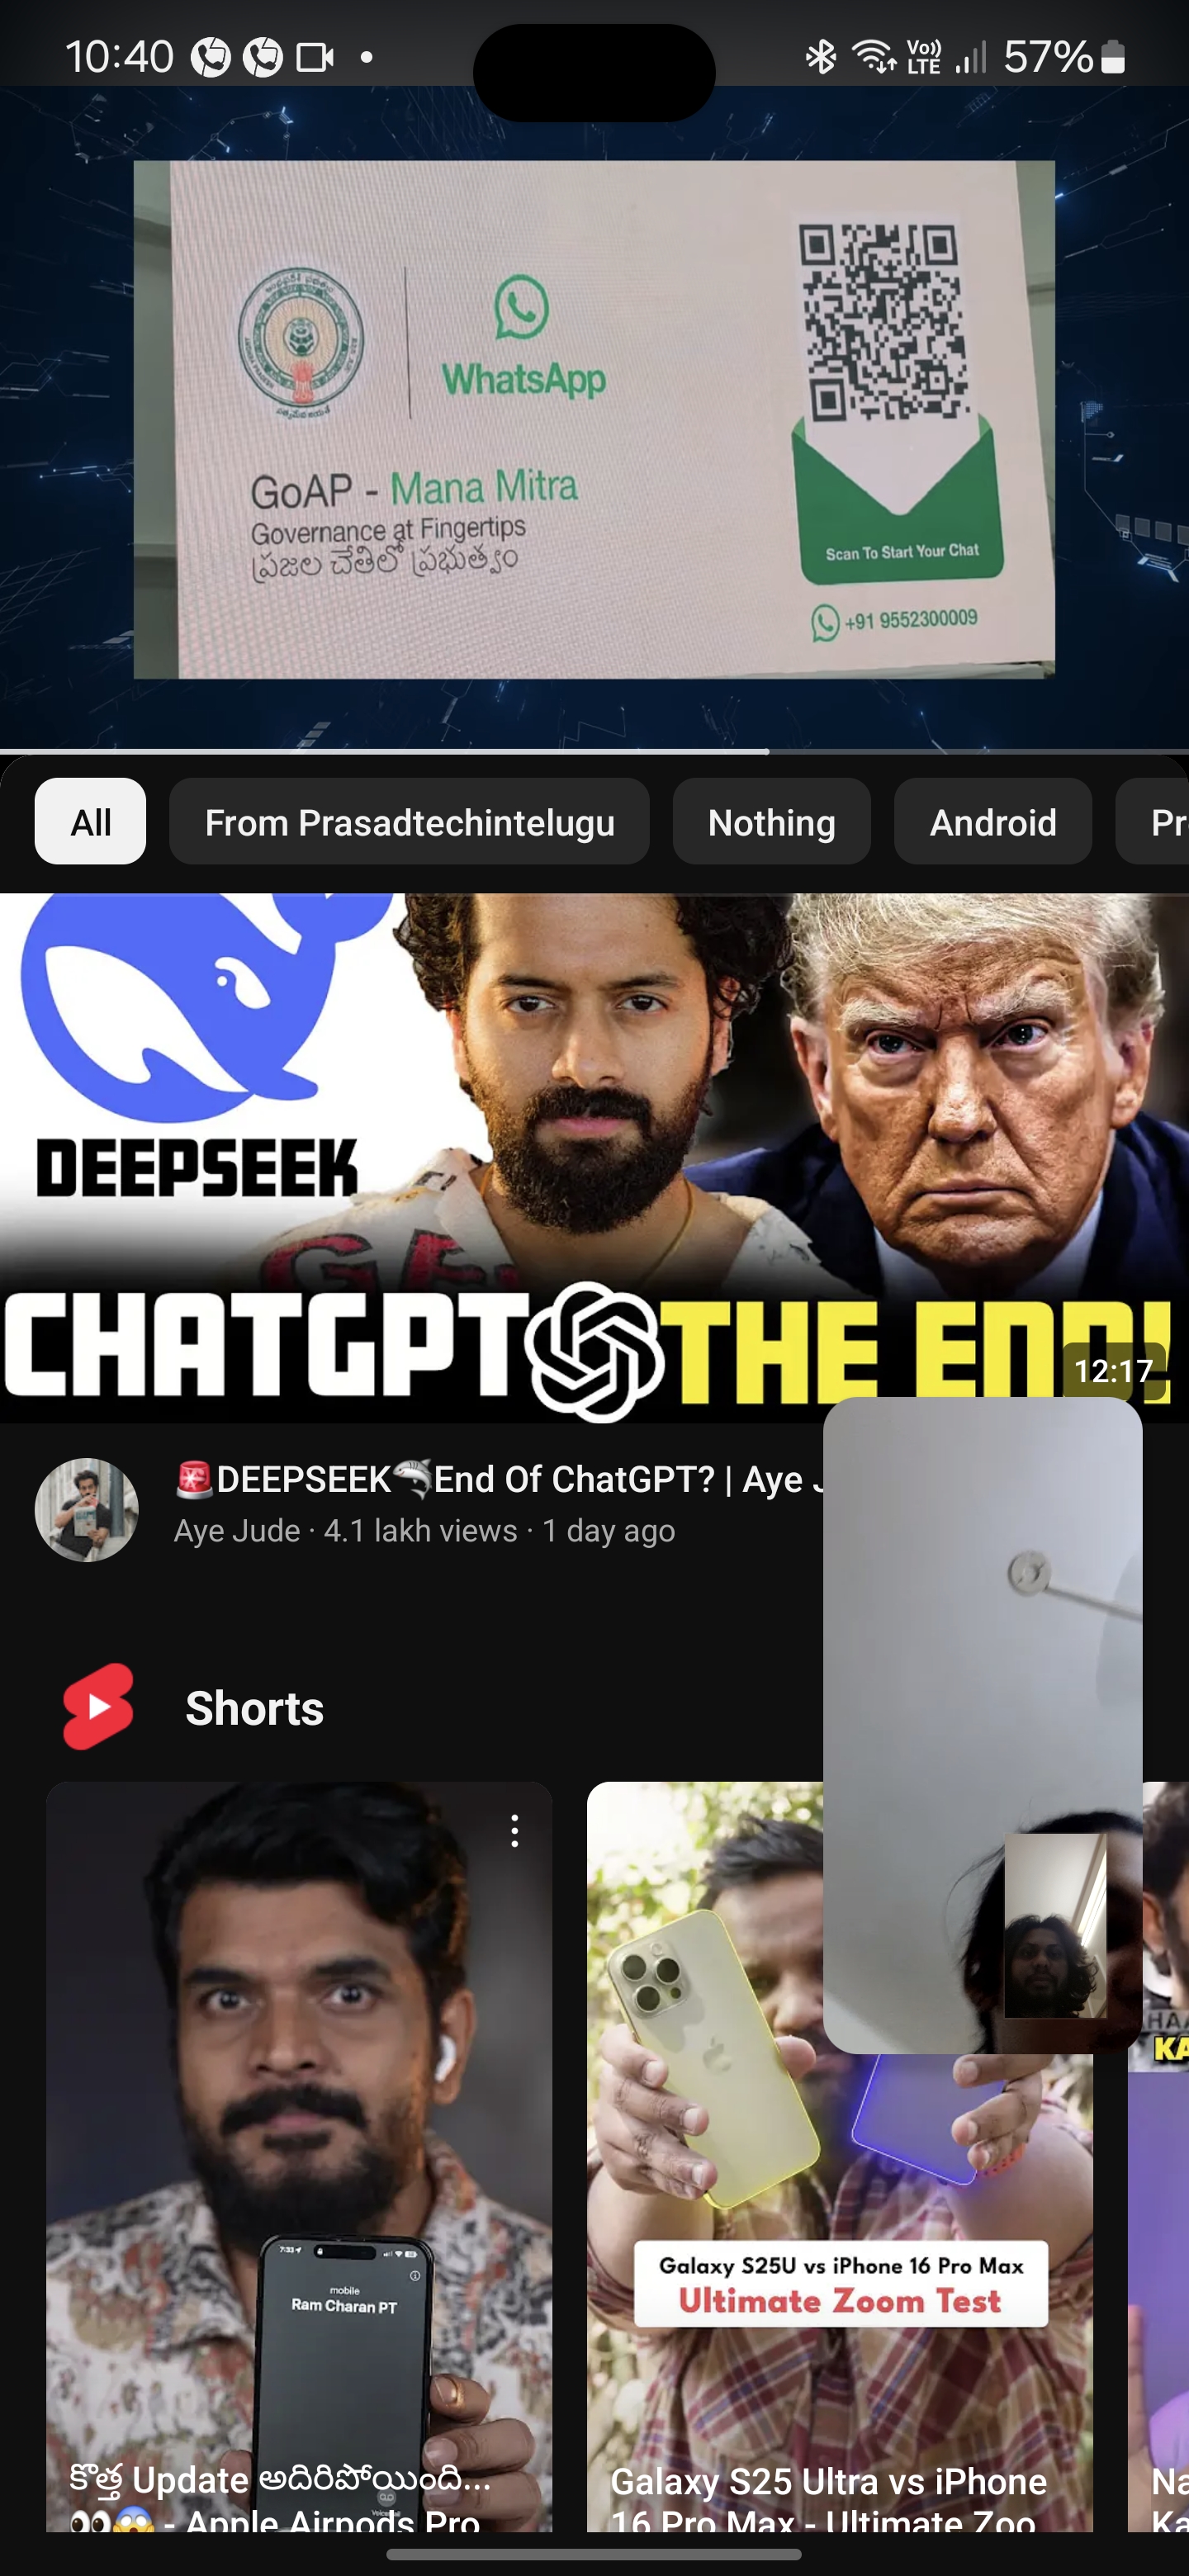 10:40
Vo))
LTE
57%
WhatsApp
GoAP - Mana Mitra
Governance at Fingertips
ప్రజల చేతిలో ప్రభుత్వం
Scan To Start Your Chat
+91 9552300009
All
From Prasadtechintelugu
Nothing
Android
Pr
DEEPSEEK
CHATGPT THE END!
12:17
🚨DEEPSEEK🦈End Of ChatGPT? | Aye J
Aye Jude · 4.1 lakh views · 1 day ago
Shorts
7:33
mobile
Ram Charan PT
కొత్త Update అదిరిపోయింది...
👀😱 - Apple Airpods Pro
Galaxy S25U vs iPhone 16 Pro Max
Ultimate Zoom Test
Galaxy S25 Ultra vs iPhone
16 Pro Max - Ultimate Zoo
KA
Na
Ka